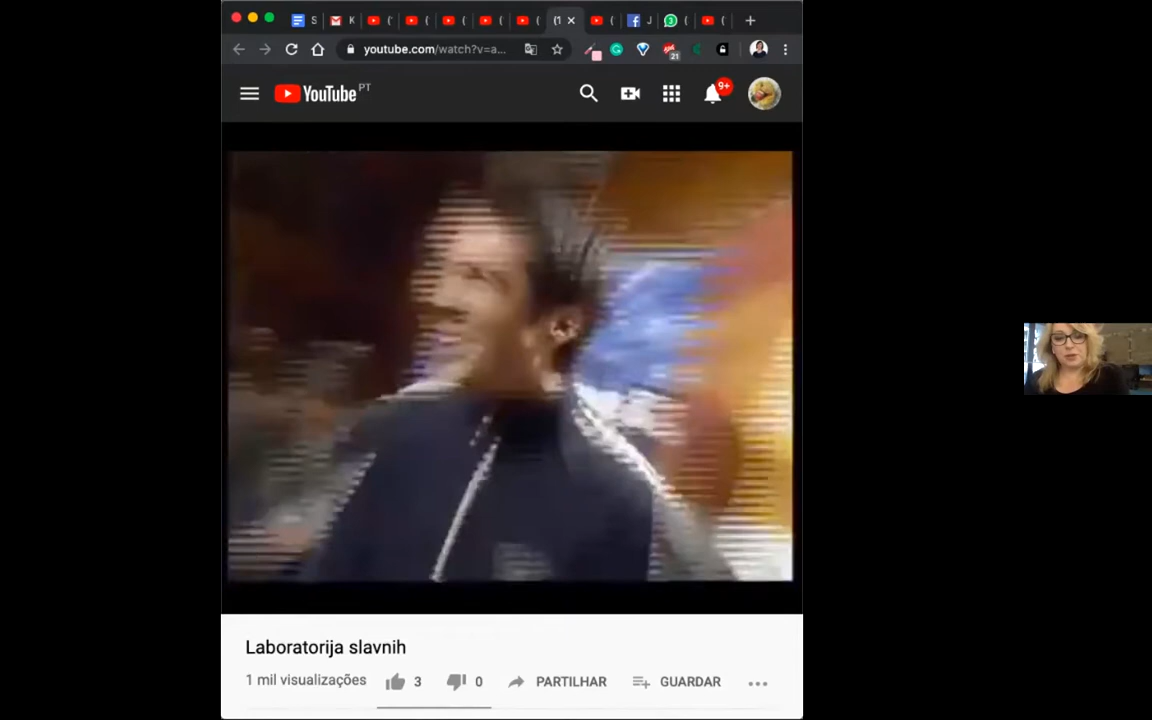 S
K
youtube.com/watch?v=a...
21
YouTube PT
9+
Laboratorija slavnih
1 mil visualizações
3
0
PARTILHAR
GUARDAR